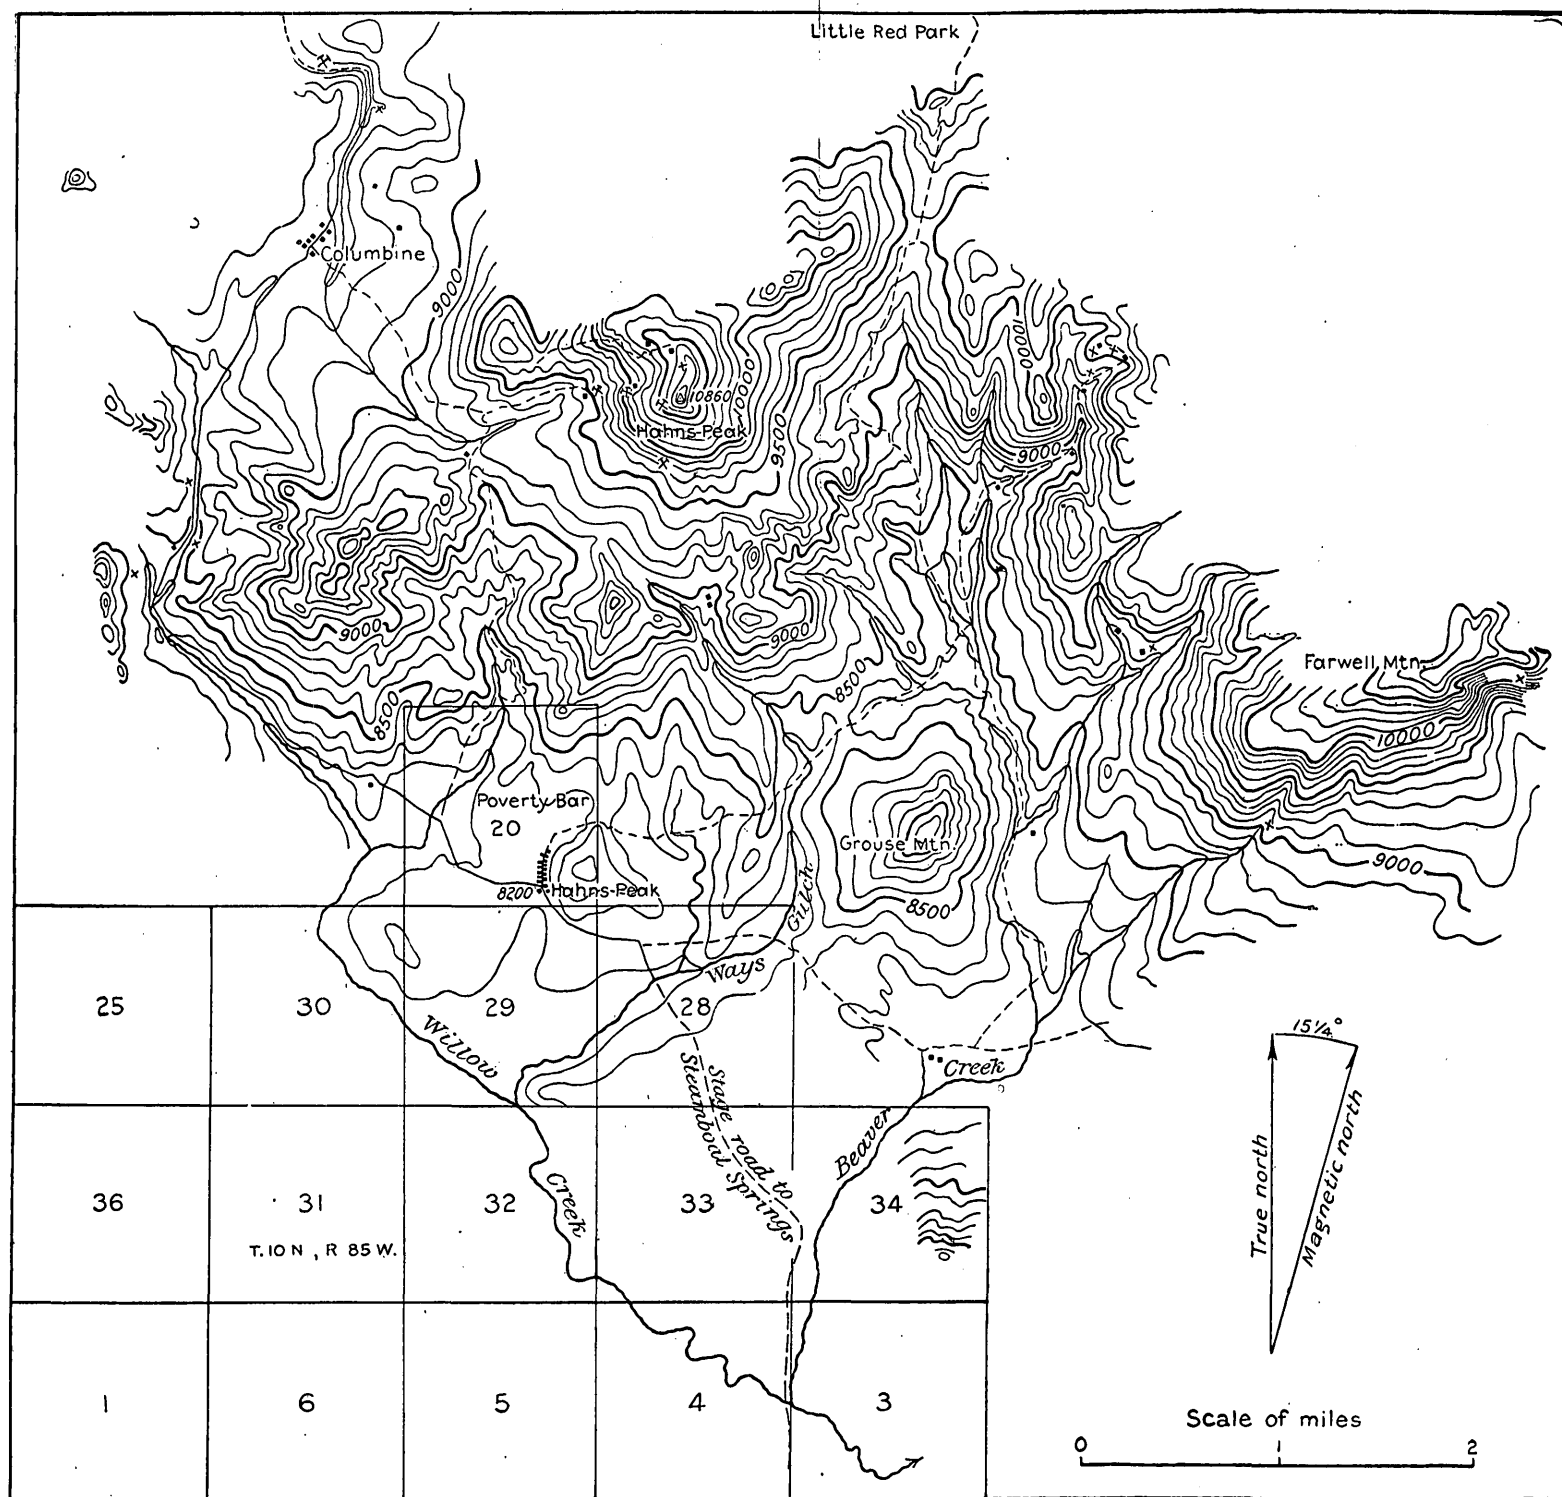 Little Red Park
Columbine
9000
10860
10000
Hahns Peak
9500
10000
9000
9000
9000
8500
8500
Farwell Mtn.
10000
Poverty Bar
20
Grouse Mtn.
8200
Hahns Peak
8500
9000
Gulch
Ways
25
30
29
28
Willow
Creek
Stage road to
Steamboat Springs
Beaver
Creek
15¼°
True north
Magnetic north
36
31
32
33
34
T. 10 N , R 85 W.
1
6
5
4
3
Scale of miles
0
1
2